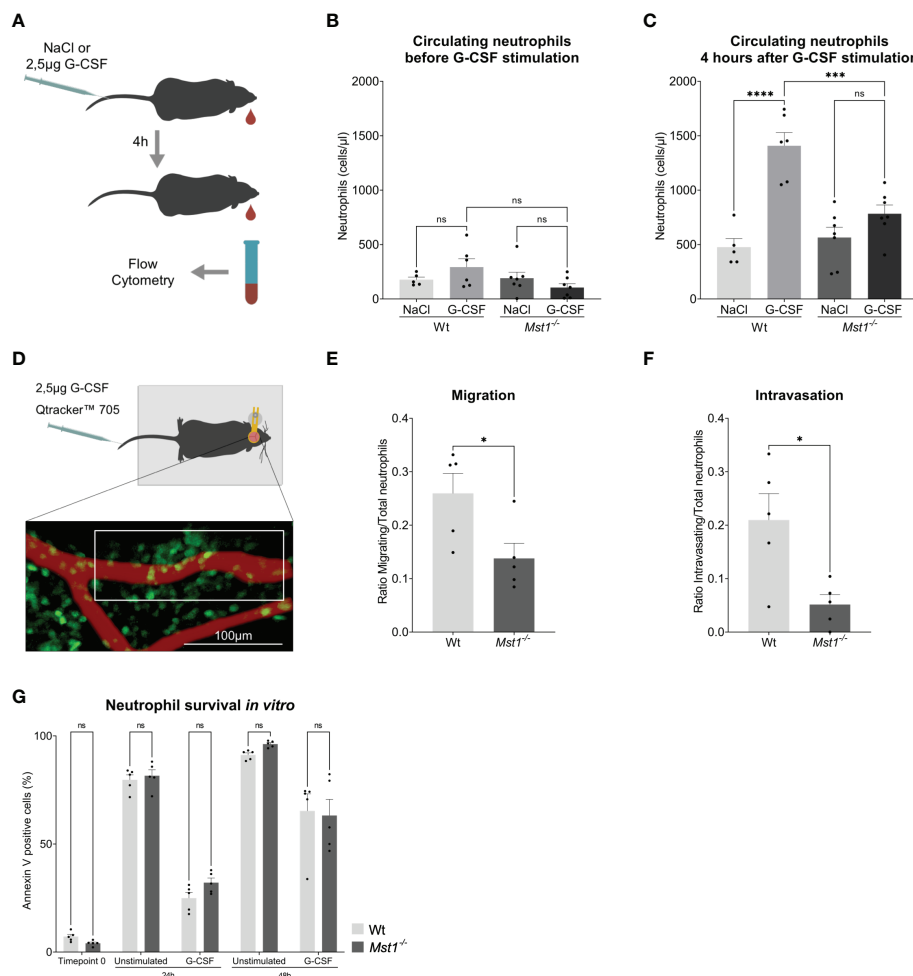 A
NaCl or
2,5µg G-CSF
4h
Flow
Cytometry
B
Circulating neutrophils
before G-CSF stimulation
Neutrophils (cells/µl)
2000
1500
1000
500
0
ns
ns
ns
NaCl G-CSF NaCl G-CSF
Wt Mst1-/-
C
Circulating neutrophils
4 hours after G-CSF stimulation
Neutrophils (cells/µl)
2000
1500
1000
500
0
****
***
ns
NaCl G-CSF NaCl G-CSF
Wt Mst1-/-
D
2,5µg G-CSF
Qtracker™ 705
100µm
E
Migration
Ratio Migrating/Total neutrophils
0.4
0.3
0.2
0.1
0.0
*
Wt Mst1-/-
F
Intravasation
Ratio Intravasating/Total neutrophils
0.4
0.3
0.2
0.1
0.0
*
Wt Mst1-/-
G
Neutrophil survival in vitro
Annexin V positive cells (%)
100
50
0
ns ns ns ns ns
Timepoint 0 Unstimulated G-CSF Unstimulated G-CSF
24h 48h
Wt
Mst1-/-